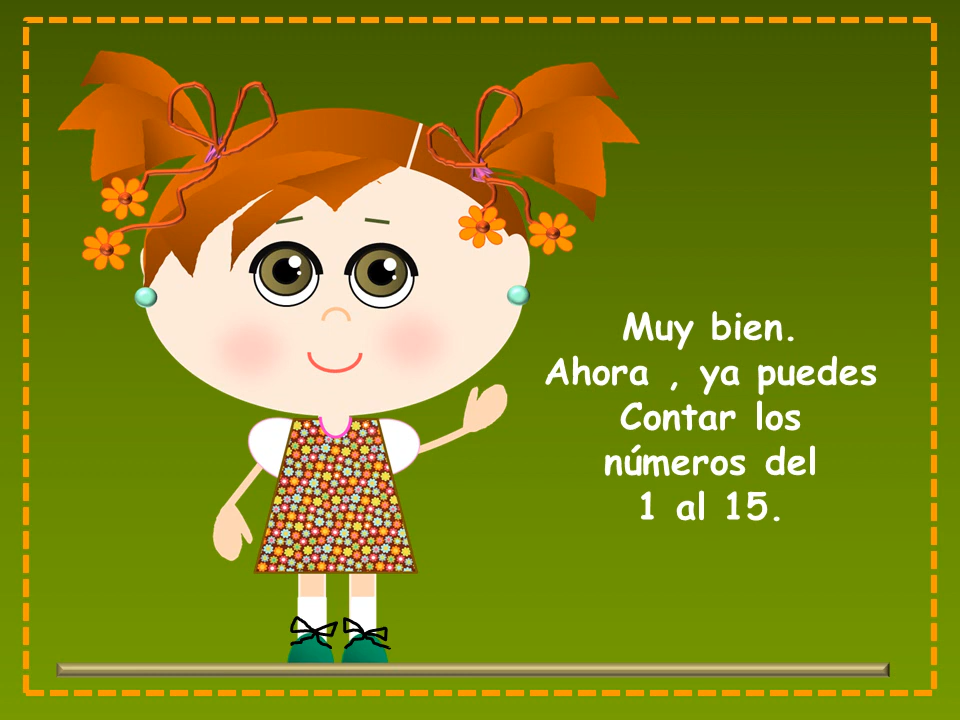 Muy bien.
Ahora , ya puedes
Contar los
números del
1 al 15.